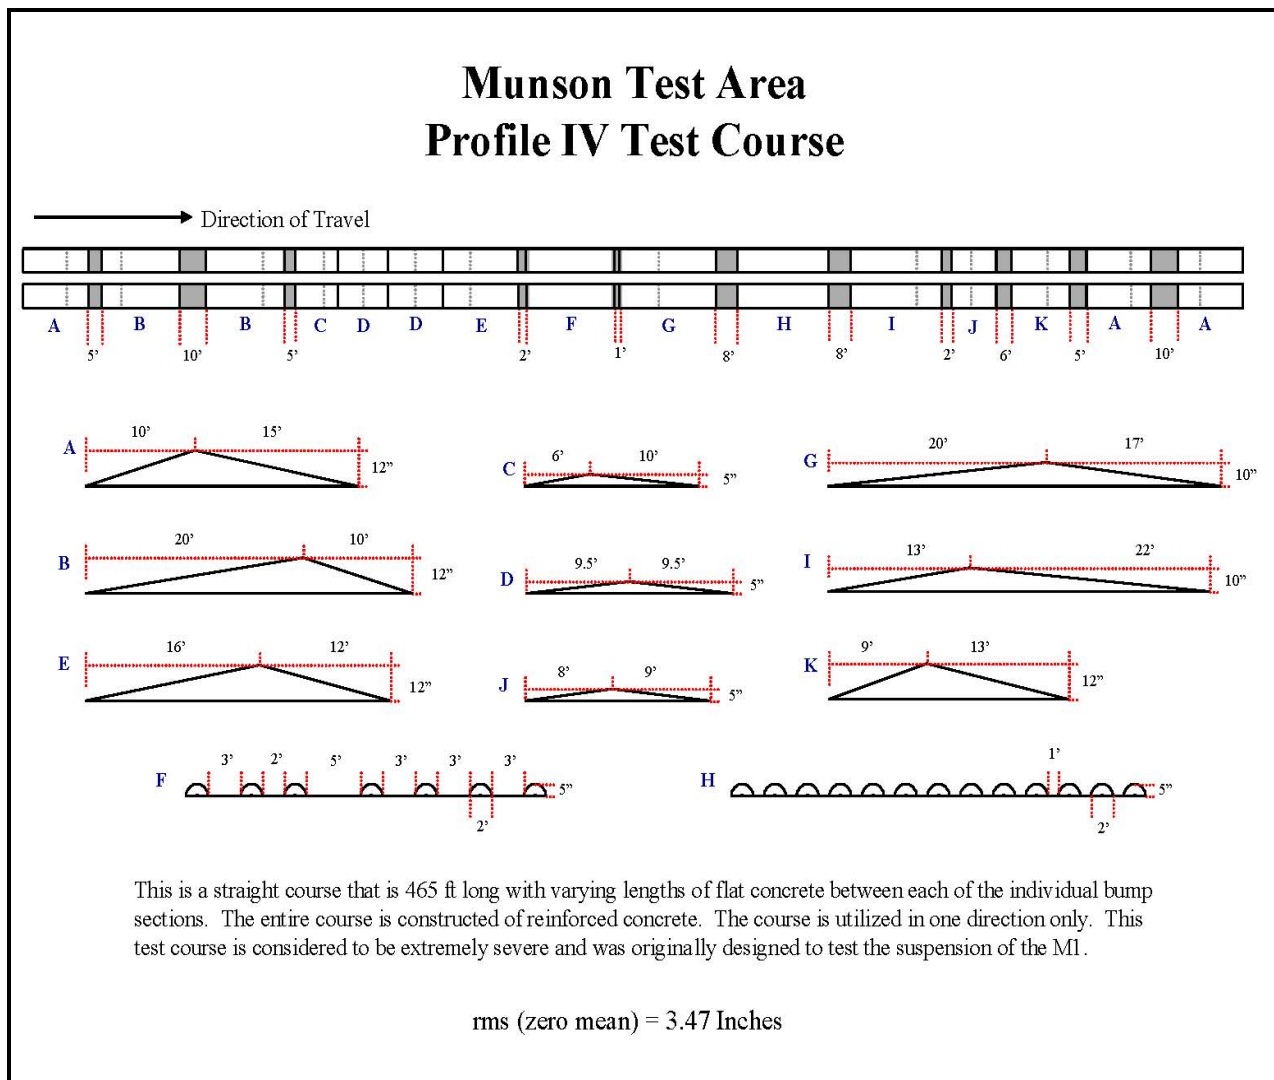 Munson Test Area
Profile IV Test Course
Direction of Travel
A B B C D D E F G H I J K A A
5’ 10’ 5’ 2’ 1’ 8’ 8’ 2’ 6’ 5’ 10’
A 10’ 15’ 12”
C 6’ 10’ 5”
G 20’ 17’ 10”
B 20’ 10’ 12”
D 9.5’ 9.5’ 5”
I 13’ 22’ 10”
E 16’ 12’ 12”
J 8’ 9’ 5”
K 9’ 13’ 12”
F 3’ 2’ 5’ 3’ 3’ 3’ 5” 2’
H 1’ 5” 2’
This is a straight course that is 465 ft long with varying lengths of flat concrete between each of the individual bump
sections. The entire course is constructed of reinforced concrete. The course is utilized in one direction only. This
test course is considered to be extremely severe and was originally designed to test the suspension of the M1.
rms (zero mean) = 3.47 Inches